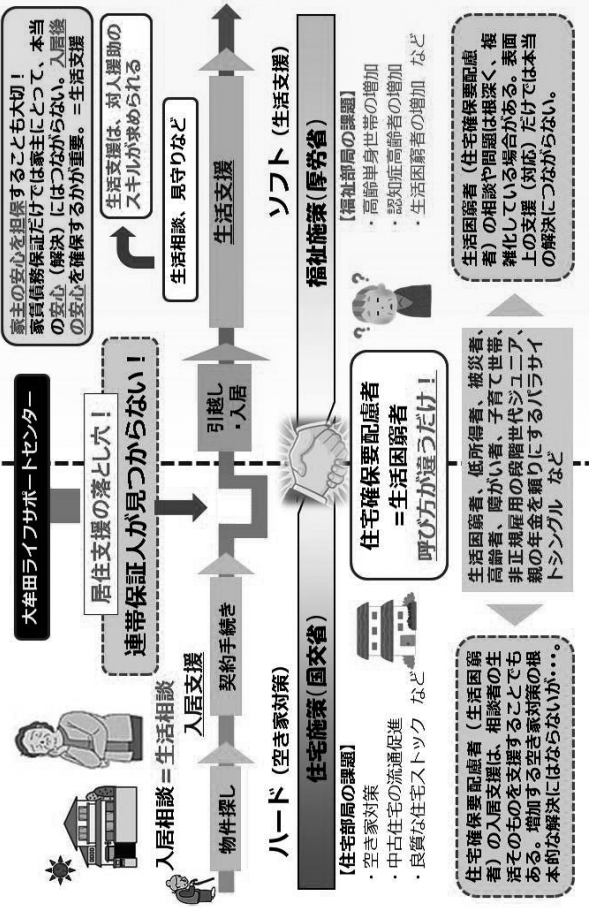 大牟田ライフサポートセンター
居住支援の落とし穴！
連帯保証人が見つからない！
家主の安心を担保することも大切！
家賃債務保証だけでは家主にとって、本当
の安心（解決）にはつながらない。入居後
の安心を確保するかが重要。＝生活支援
生活支援は、対人援助の
スキルが求められる
生活相談、見守りなど
入居相談＝生活相談
入居支援
物件探し
契約手続き
引越し
・入居
生活支援
ハード（空き家対策）
ソフト（生活支援）
住宅施策（国交省）
福祉施策（厚労省）
【住宅部局の課題】
・空き家対策
・中古住宅の流通促進
・良質な住宅ストック など
住宅確保要配慮者
＝生活困窮者
呼び方が違うだけ！
? ?
【福祉部局の課題】
・高齢単身世帯の増加
・認知症高齢者の増加
・生活困窮者の増加 など
住宅確保要配慮者（生活困窮
者）の入居支援は、相談者の生
活そのものを支援することでも
ある。増加する空き家対策の根
本的な解決にはならないが・・・。
生活困窮者、低所得者、被災者、
高齢者、障がい者、子育て世帯、
非正規雇用の段階世代ジュニア、
親の年金を頼りにするパラサイ
トシングル など
生活困窮者（住宅確保要配慮
者）の相談や問題は根深く、複
雑化している場合がある。表面
上の支援（対応）だけでは本当
の解決につながらない。